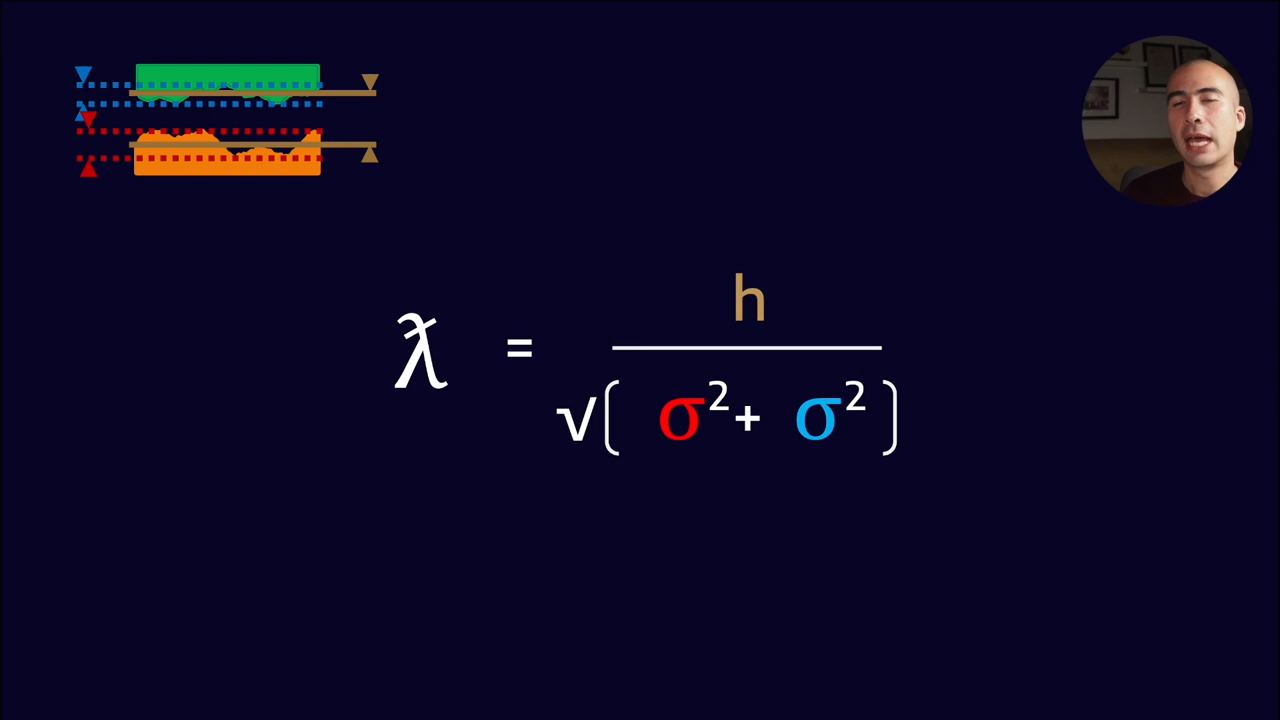 h
ƛ =
√( σ²+ σ² )